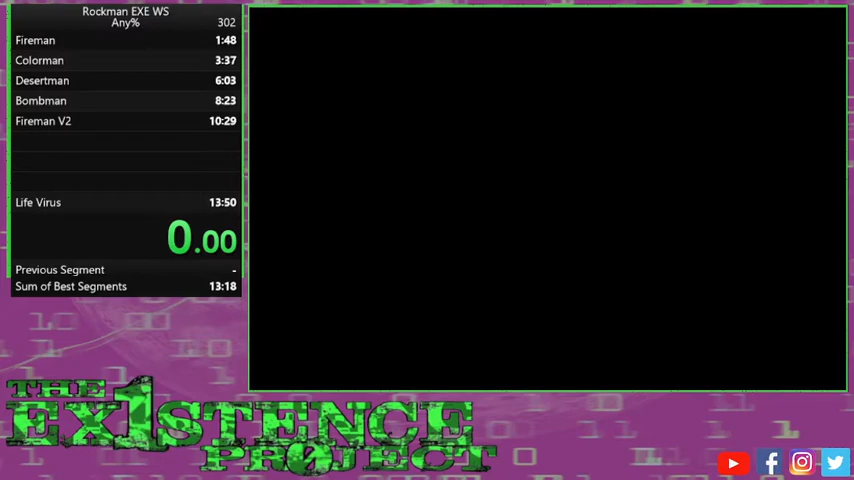 Rockman EXE WS
Any% 302
Fireman 1:48
Colorman 3:37
Desertman 6:03
Bombman 8:23
Fireman V2 10:29
Life Virus 13:50
0.00
Previous Segment -
Sum of Best Segments 13:18
THE
EX1STENCE
PR0JECT